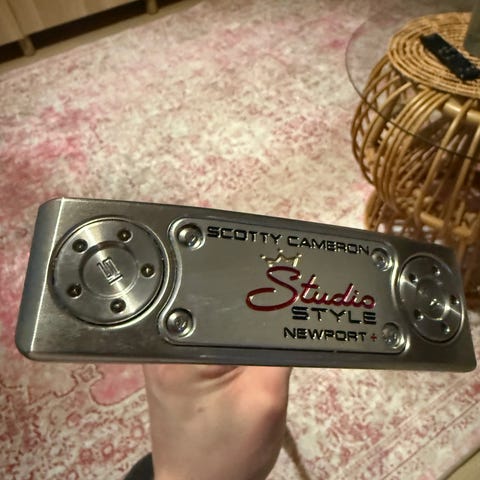 SCOTTY CAMERON
Studio
STYLE
NEWPORT +